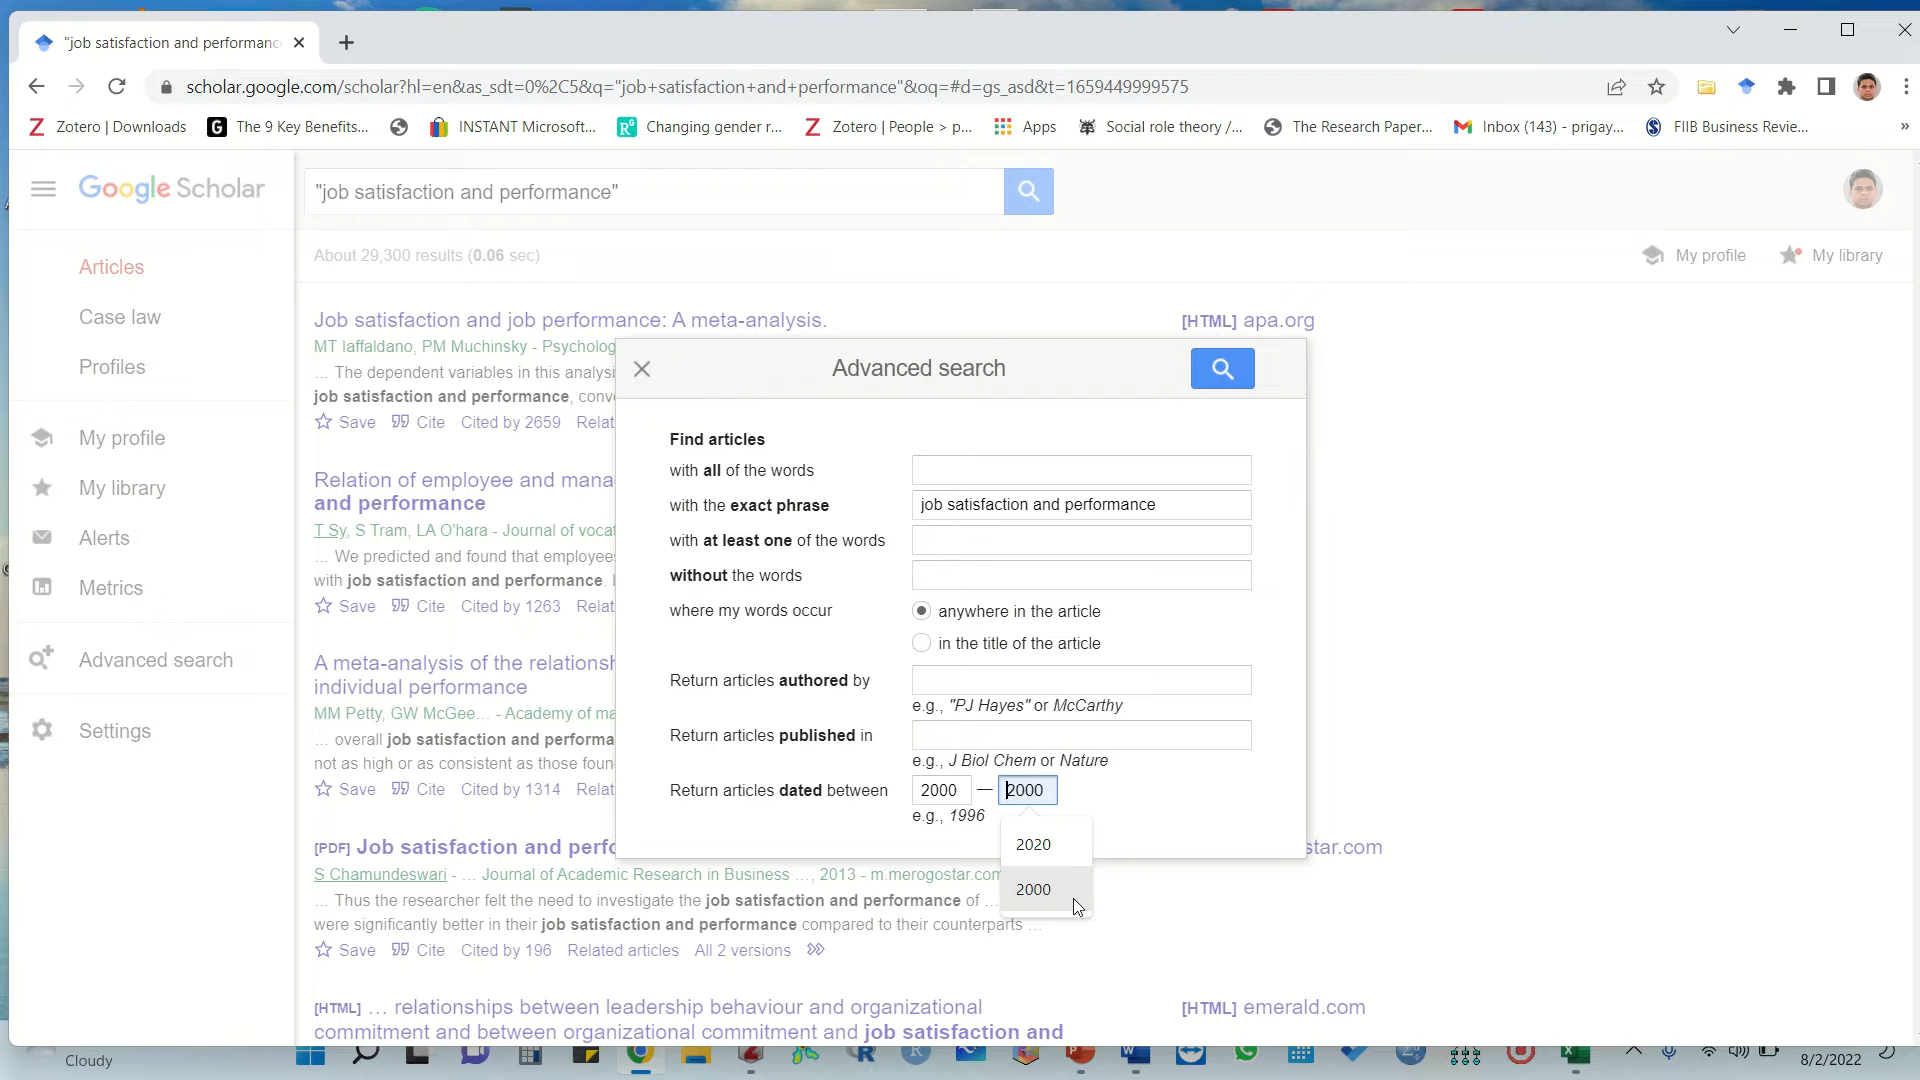 "job satisfaction and performanc
scholar.google.com/scholar?hl=en&as_sdt=0%2C5&q="job+satisfaction+and+performance"&oq=#d=gs_asd&t=1659449999575
Zotero | Downloads
The 9 Key Benefits...
INSTANT Microsoft...
Changing gender r...
Zotero | People > p...
Apps
Social role theory /...
The Research Paper...
Inbox (143) - prigay...
FIIB Business Revie...
»
Google Scholar
"job satisfaction and performance"
About 29,300 results (0.06 sec)
My profile
My library
Articles
Case law
Profiles
My profile
My library
Alerts
Metrics
Advanced search
Settings
Job satisfaction and job performance: A meta-analysis.
[HTML] apa.org
MT Iaffaldano, PM Muchinsky - Psycholog
... The dependent variables in this analysi
job satisfaction and performance, conv
Save Cite Cited by 2659 Relat
Relation of employee and mana
and performance
T Sy, S Tram, LA O'hara - Journal of vocat
... We predicted and found that employees
with job satisfaction and performance.
Save Cite Cited by 1263 Relat
A meta-analysis of the relationsh
individual performance
MM Petty, GW McGee... - Academy of ma
... overall job satisfaction and performa
not as high or as consistent as those foun
Save Cite Cited by 1314 Relat
[PDF] Job satisfaction and perfo
star.com
S Chamundeswari - ... Journal of Academic Research in Business ..., 2013 - m.merogostar.com
... Thus the researcher felt the need to investigate the job satisfaction and performance of ...
were significantly better in their job satisfaction and performance compared to their counterparts ...
Save Cite Cited by 196 Related articles All 2 versions
[HTML] ... relationships between leadership behaviour and organizational
commitment and between organizational commitment and job satisfaction and
[HTML] emerald.com
Advanced search
Find articles
with all of the words
with the exact phrase
job satisfaction and performance
with at least one of the words
without the words
where my words occur
anywhere in the article
in the title of the article
Return articles authored by
e.g., "PJ Hayes" or McCarthy
Return articles published in
e.g., J Biol Chem or Nature
Return articles dated between
2000 — 2000
e.g., 1996
2020
2000
Cloudy
8/2/2022